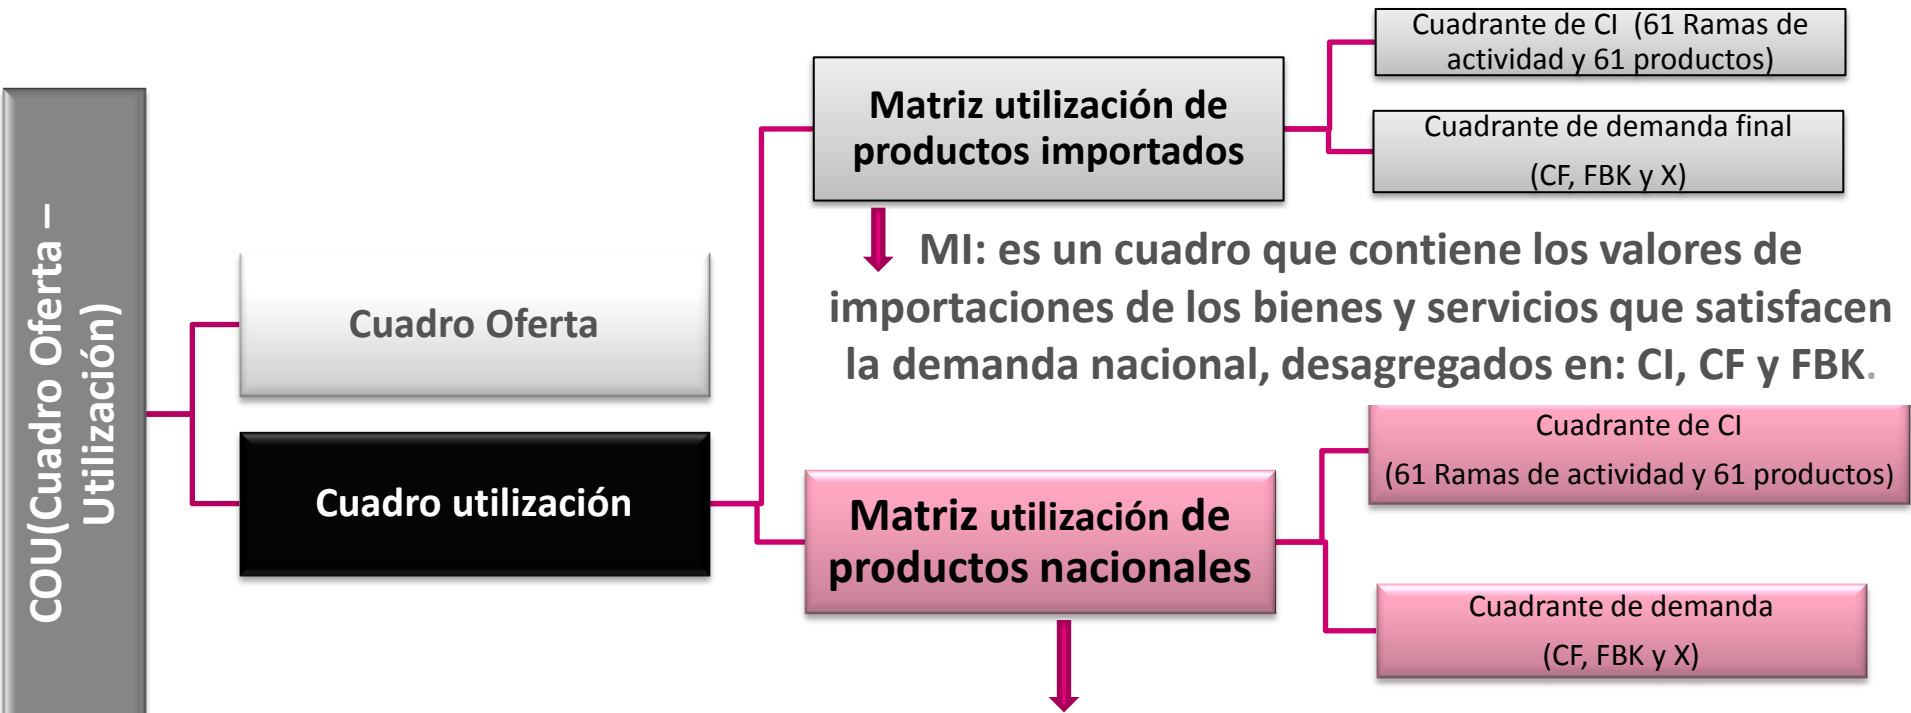 COU(Cuadro Oferta –
Utilización)
Cuadro Oferta
Cuadro utilización
Matriz utilización de
productos importados
Cuadrante de CI (61 Ramas de
actividad y 61 productos)
Cuadrante de demanda final
(CF, FBK y X)
MI: es un cuadro que contiene los valores de
importaciones de los bienes y servicios que satisfacen
la demanda nacional, desagregados en: CI, CF y FBK.
Matriz utilización de
productos nacionales
Cuadrante de CI
(61 Ramas de actividad y 61 productos)
Cuadrante de demanda
(CF, FBK y X)